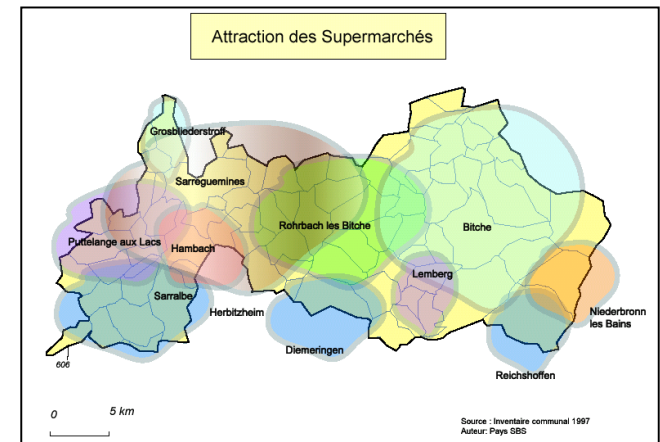 Attraction des Supermarchés
Grosbliederstroff
Sarreguemines
Rohrbach les Bitche
Bitche
Puttelange aux Lacs
Hambach
Lemberg
Sarralbe
Herbitzheim
Niederbronn
les Bains
Diemeringen
606
Reichshoffen
0 5 km
Source : Inventaire communal 1997
Auteur: Pays SBS